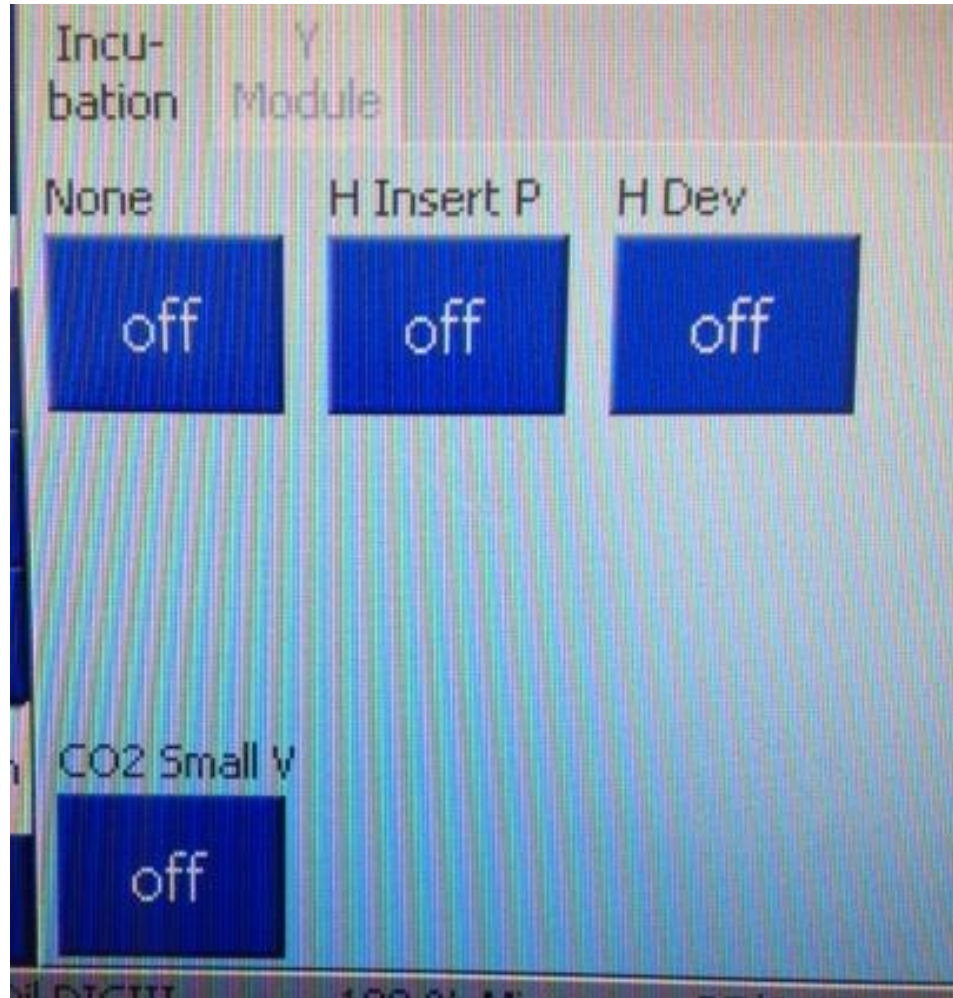 Incu-
bation
Y
Module
None
H Insert P
H Dev
off
off
off
CO2 Small V
off